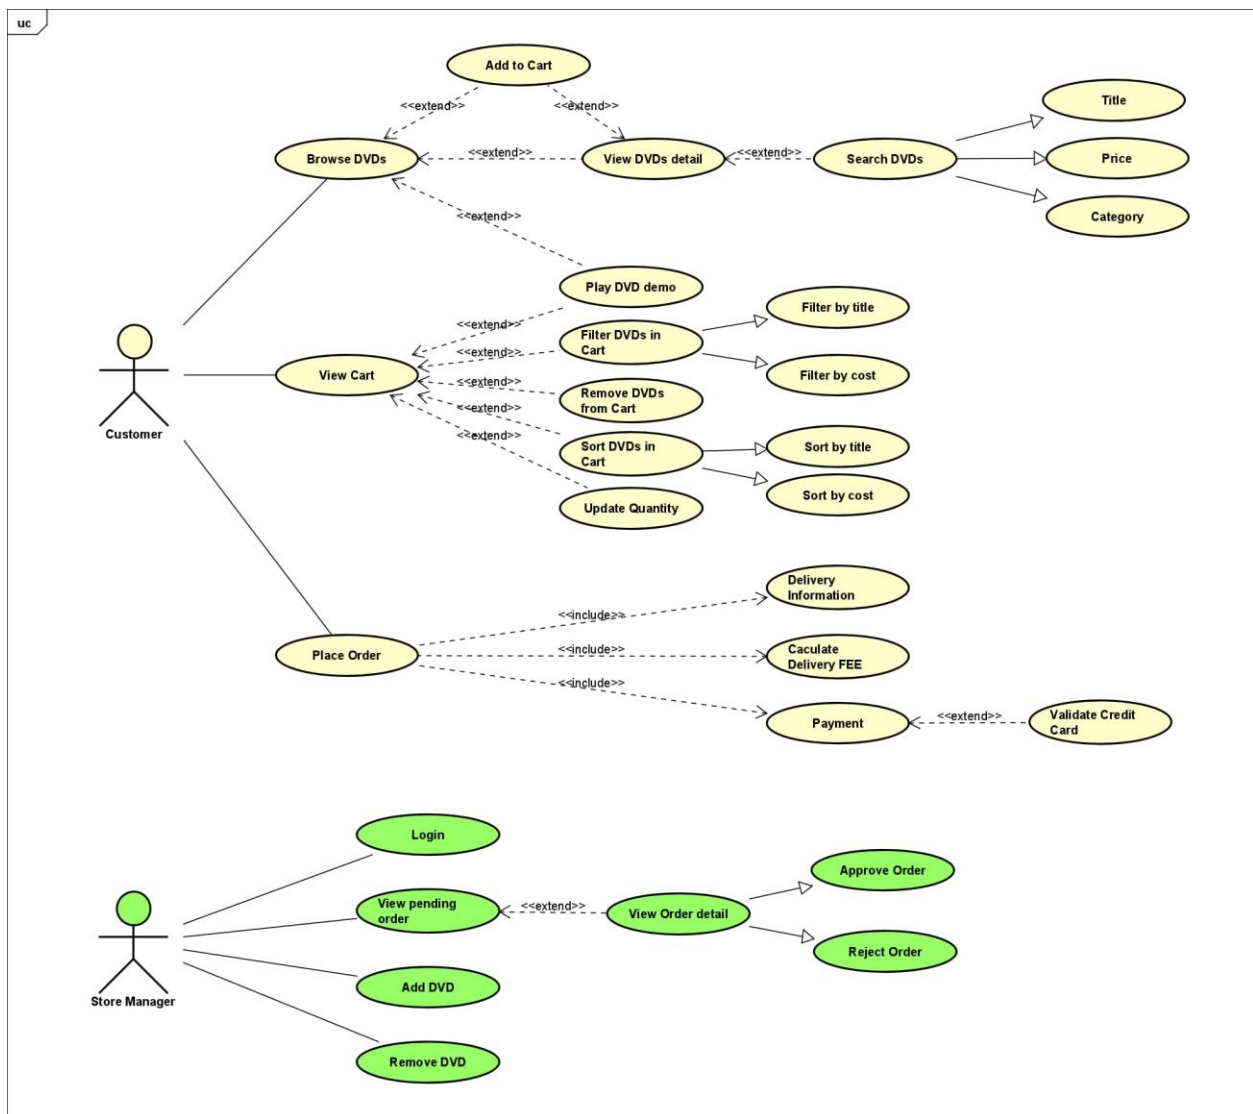 uc
Add to Cart
<<extend>>
<<extend>>
Title
Browse DVDs
<<extend>>
View DVDs detail
<<extend>>
Search DVDs
Price
Category
<<extend>>
Play DVD demo
<<extend>>
Filter DVDs in
Cart
Filter by title
<<extend>>
View Cart
Filter by cost
<<extend>>
Remove DVDs
from Cart
<<extend>>
Customer
<<extend>>
Sort DVDs in
Cart
Sort by title
Sort by cost
Update Quantity
Delivery
Information
<<include>>
Place Order
<<include>>
Caculate
Delivery FEE
<<include>>
Payment
<<extend>>
Validate Credit
Card
Login
Approve Order
View pending
order
<<extend>>
View Order detail
Reject Order
Store Manager
Add DVD
Remove DVD